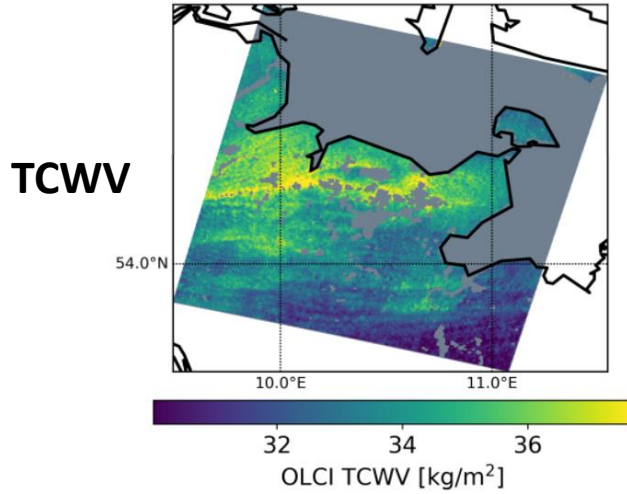 TCWV
54.0°N
10.0°E 11.0°E
32 34 36
OLCI TCWV [kg/m²]